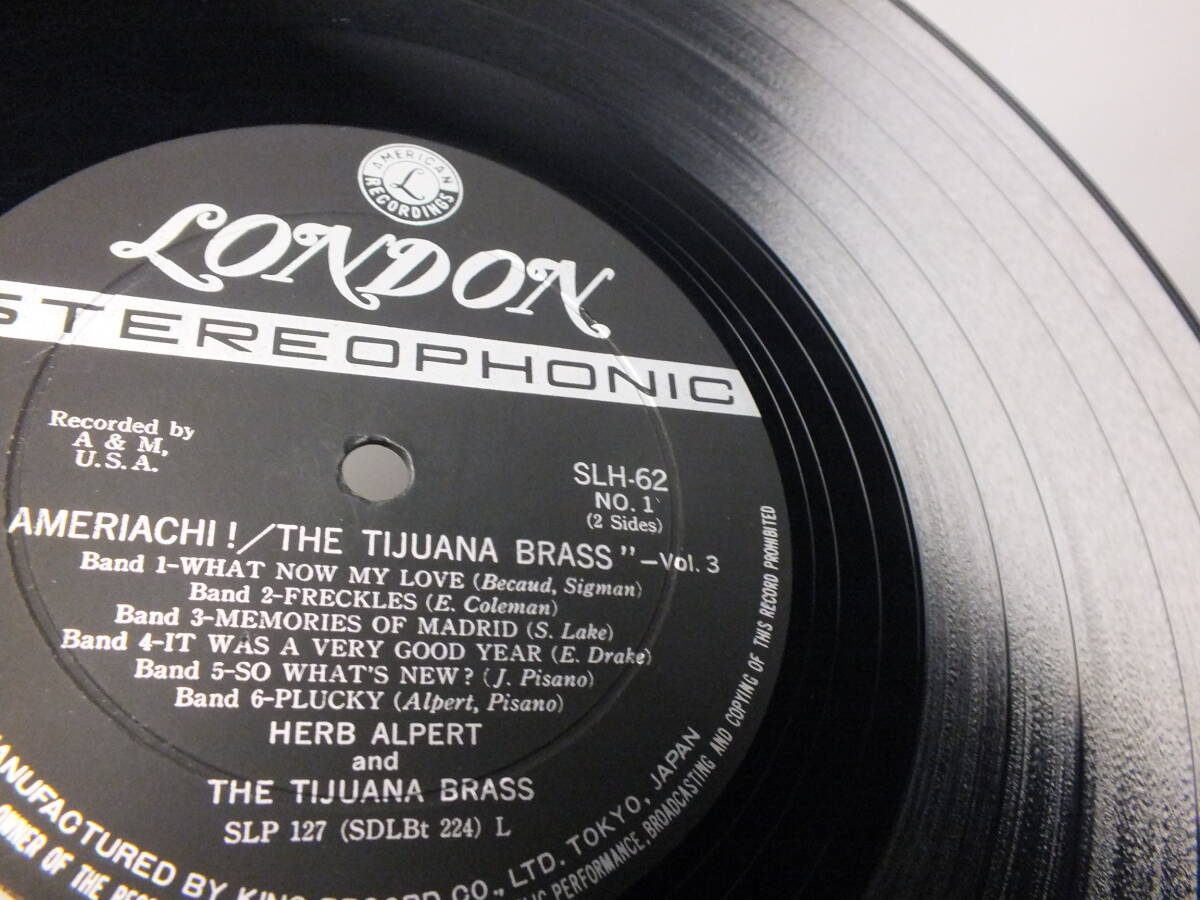 AMERICAN
L
RECORDINGS
LONDON
STEREOPHONIC
Recorded by
A & M,
U.S.A.
SLH-62
NO. 1
(2 Sides)
AMERIACHI!/THE TIJUANA BRASS" -Vol. 3
Band 1-WHAT NOW MY LOVE (Becaud, Sigman)
Band 2-FRECKLES (E. Coleman)
Band 3-MEMORIES OF MADRID (S. Lake)
Band 4-IT WAS A VERY GOOD YEAR (E. Drake)
Band 5-SO WHAT'S NEW? (J. Pisano)
Band 6-PLUCKY (Alpert, Pisano)
HERB ALPERT
and
THE TIJUANA BRASS
SLP 127 (SDLBt 224) L
MANUFACTURED BY KING RECORD CO., LTD. TOKYO, JAPAN
OWNER OF THE PERFORMANCE, BROADCASTING AND COPYING OF THIS RECORD PROHIBITED